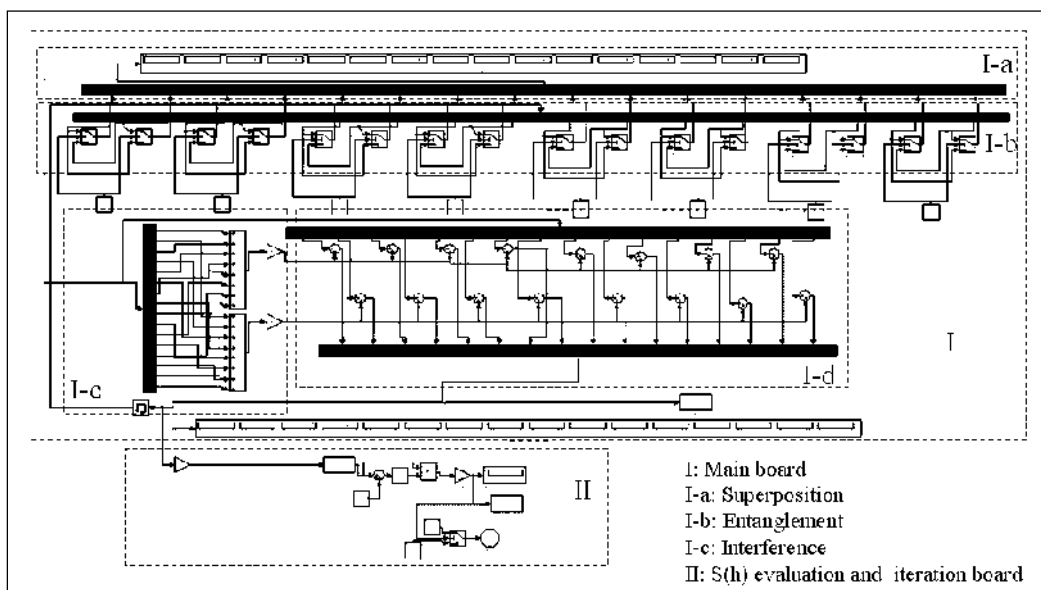 I-a
I-b
I
I-c
I-d
II
I: Main board
I-a: Superposition
I-b: Entanglement
I-c: Interference
II: S(h) evaluation and iteration board